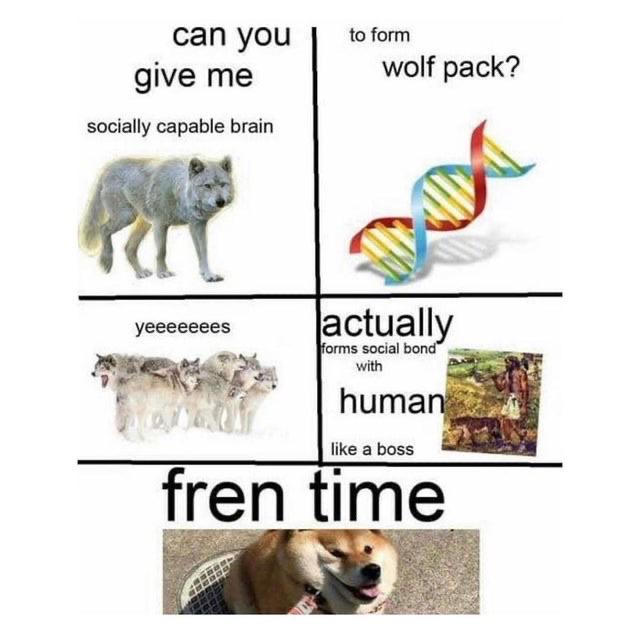 can you
give me
socially capable brain
to form
wolf pack?
yeeeeeees
actually
forms social bond
with
human
like a boss
fren time